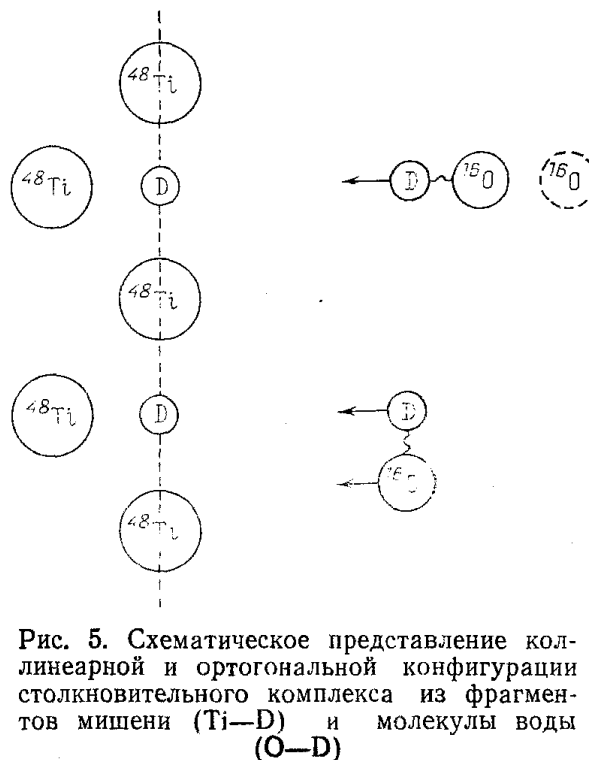 ⁴⁸Ti
⁴⁸Ti D D ¹⁶O ¹⁶O
⁴⁸Ti
⁴⁸Ti D D
¹⁶O
⁴⁸Ti
Рис. 5. Схематическое представление кол-
линеарной и ортогональной конфигурации
столкновительного комплекса из фрагмен-
тов мишени (Ti—D) и молекулы воды
(O—D)